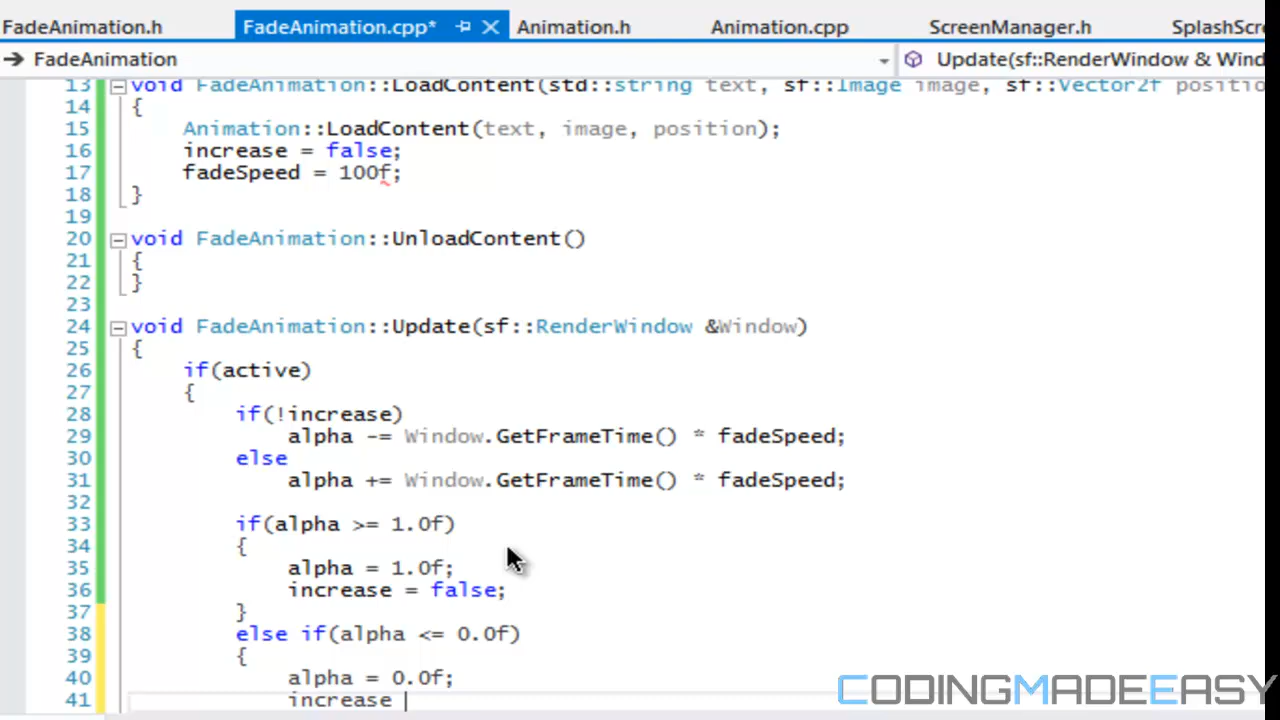 FadeAnimation.h FadeAnimation.cpp* Animation.h Animation.cpp ScreenManager.h SplashScre
FadeAnimation Update(sf::RenderWindow & Wind
13 void FadeAnimation::LoadContent(std::string text, sf::Image image, sf::Vector2f positio
14 {
15 Animation::LoadContent(text, image, position);
16 increase = false;
17 fadeSpeed = 100f;
18 }
19
20 void FadeAnimation::UnloadContent()
21 {
22 }
23
24 void FadeAnimation::Update(sf::RenderWindow &Window)
25 {
26 if(active)
27 {
28 if(!increase)
29 alpha -= Window.GetFrameTime() * fadeSpeed;
30 else
31 alpha += Window.GetFrameTime() * fadeSpeed;
32
33 if(alpha >= 1.0f)
34 {
35 alpha = 1.0f;
36 increase = false;
37 }
38 else if(alpha <= 0.0f)
39 {
40 alpha = 0.0f;
41 increase
CODINGMADEEASY